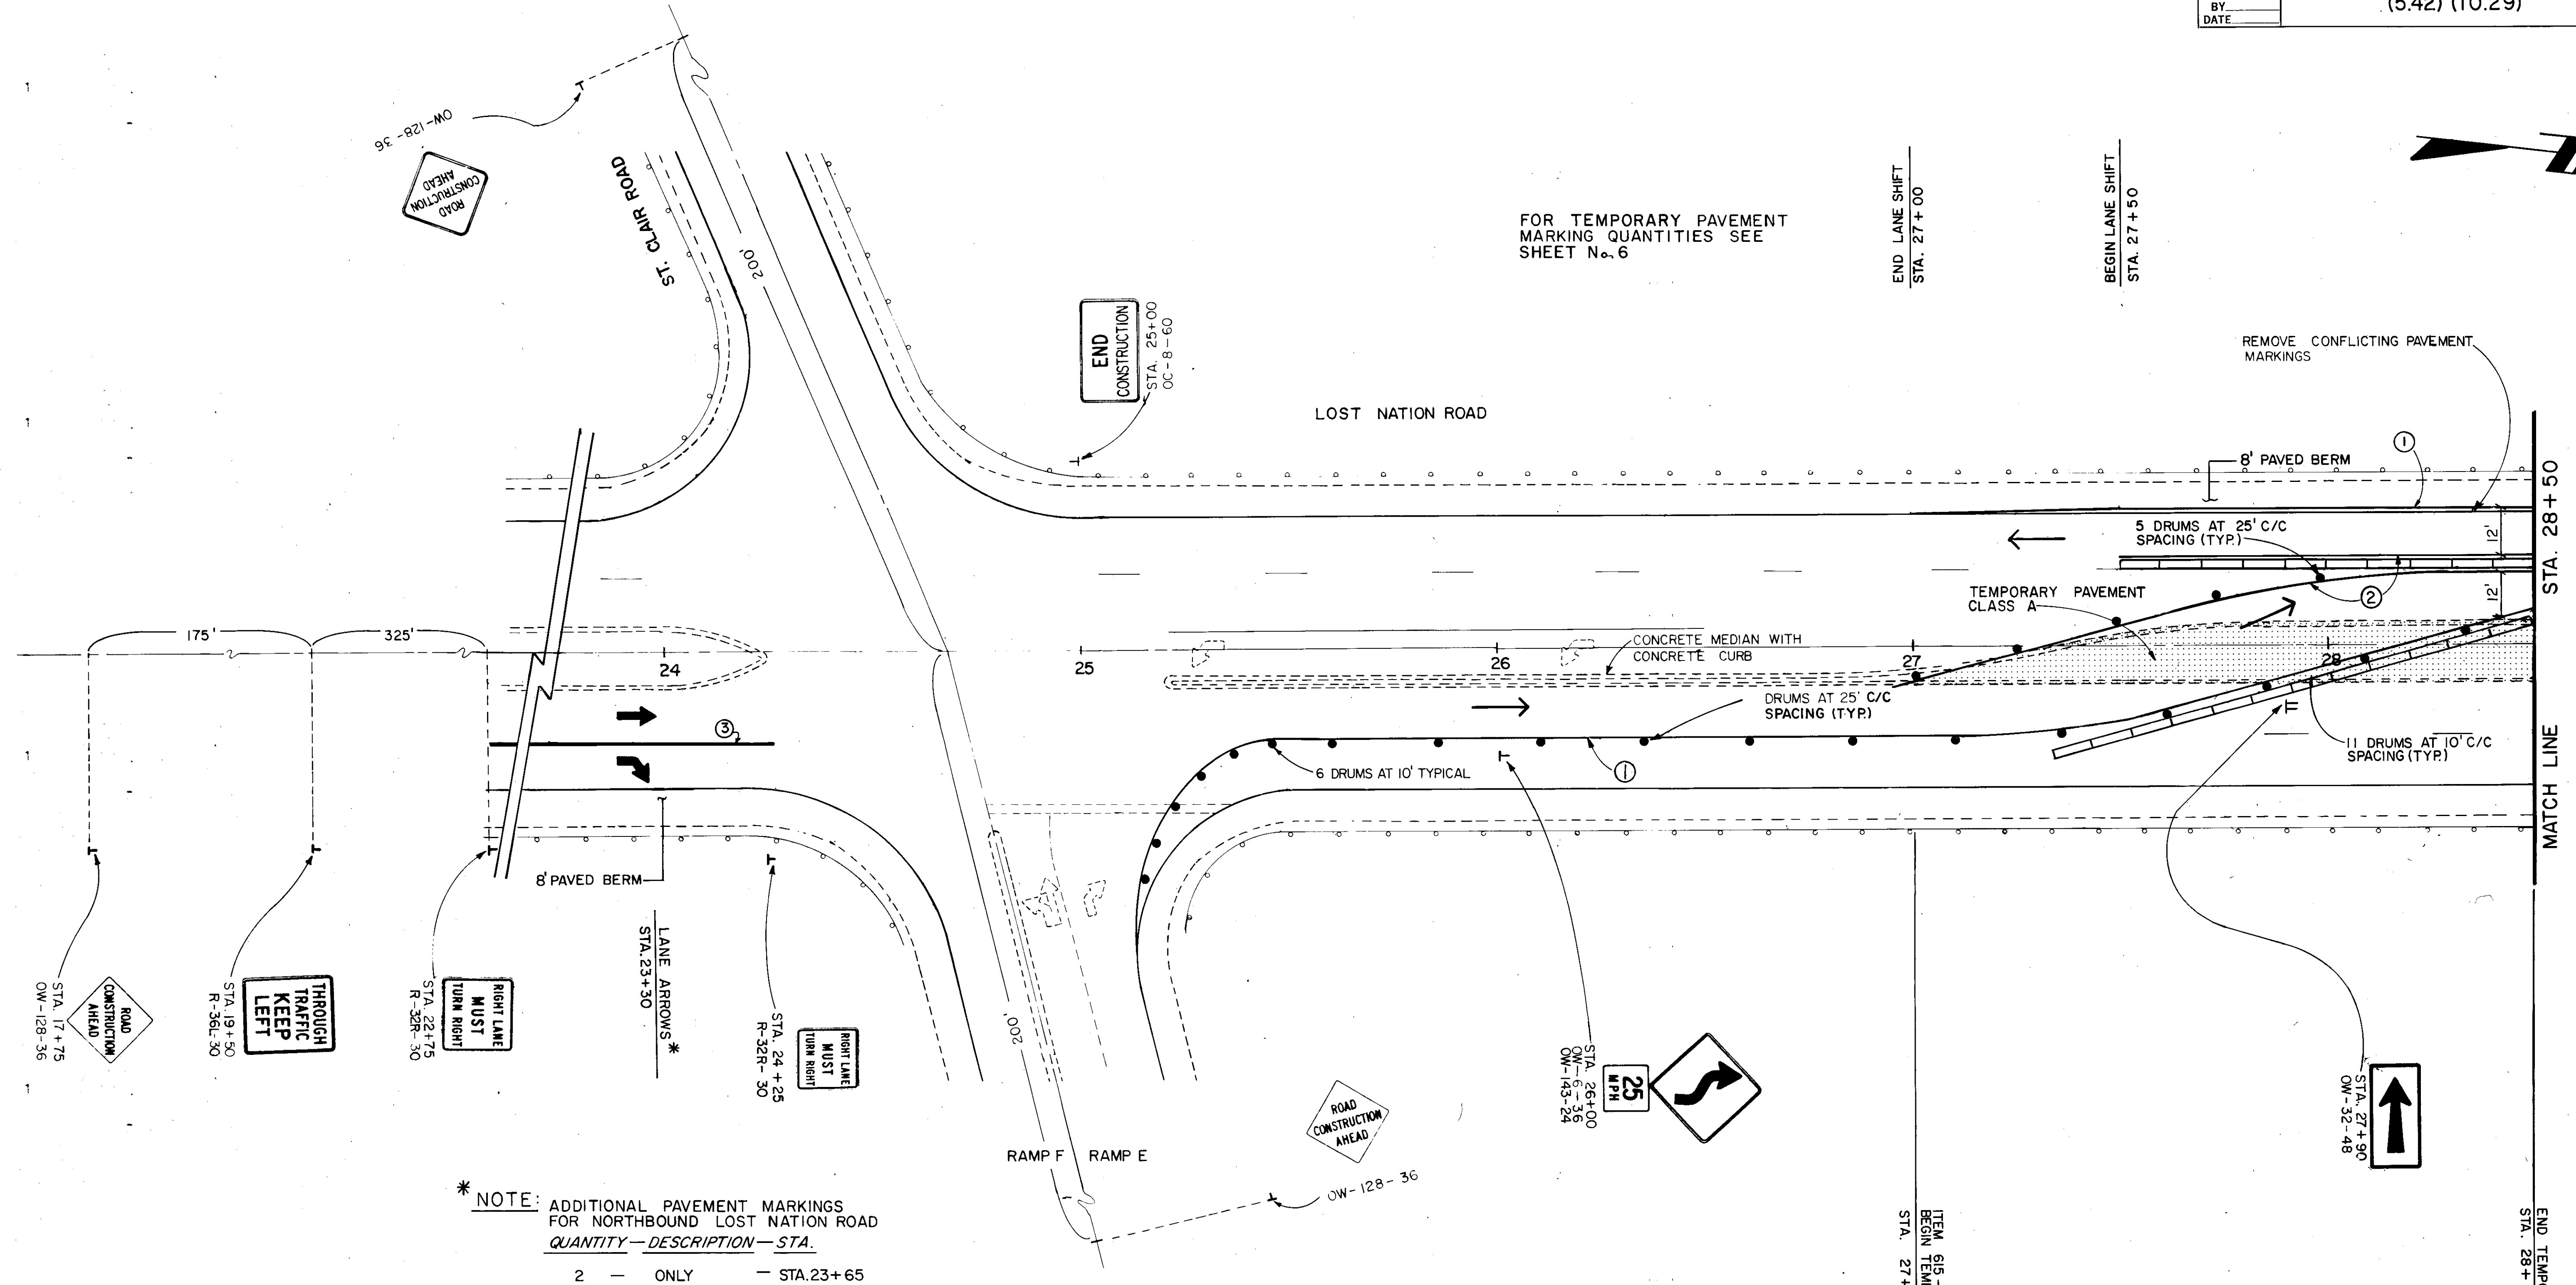 BY
DATE
(5.42) (10.29)
OW-128-36
ROAD
CONSTRUCTION
AHEAD
ST. CLAIR ROAD
200'
END
CONSTRUCTION
STA. 25+00
OC-8-60
FOR TEMPORARY PAVEMENT
MARKING QUANTITIES SEE
SHEET No. 6
END LANE SHIFT
STA. 27+00
BEGIN LANE SHIFT
STA. 27+50
REMOVE CONFLICTING PAVEMENT
MARKINGS
LOST NATION ROAD
1
8' PAVED BERM
5 DRUMS AT 25' C/C
SPACING (TYP.)
12'
12'
TEMPORARY PAVEMENT
CLASS A
2
STA. 28+50
MATCH LINE
175'
325'
24
25
26
27
28
CONCRETE MEDIAN WITH
CONCRETE CURB
DRUMS AT 25' C/C
SPACING (TYP.)
3
6 DRUMS AT 10' TYPICAL
1
11 DRUMS AT 10' C/C
SPACING (TYP.)
8' PAVED BERM
LANE ARROWS *
STA. 23+30
STA. 17+75
OW-128-36
ROAD
CONSTRUCTION
AHEAD
STA. 19+50
R-36L-30
THROUGH
TRAFFIC
KEEP
LEFT
STA. 22+75
R-32R-30
RIGHT LANE
MUST
TURN RIGHT
STA. 24+25
R-32R-30
RIGHT LANE
MUST
TURN RIGHT
200'
RAMP F RAMP E
ROAD
CONSTRUCTION
AHEAD
OW-128-36
STA. 26+00
OW-6-36
OW-143-24
25
MPH
STA. 27+90
OW-32-48
* NOTE: ADDITIONAL PAVEMENT MARKINGS
FOR NORTHBOUND LOST NATION ROAD
QUANTITY — DESCRIPTION — STA.
2 — ONLY — STA.23+65
ITEM 615-
BEGIN TEM
STA. 27+
END TEMPO
STA. 28+